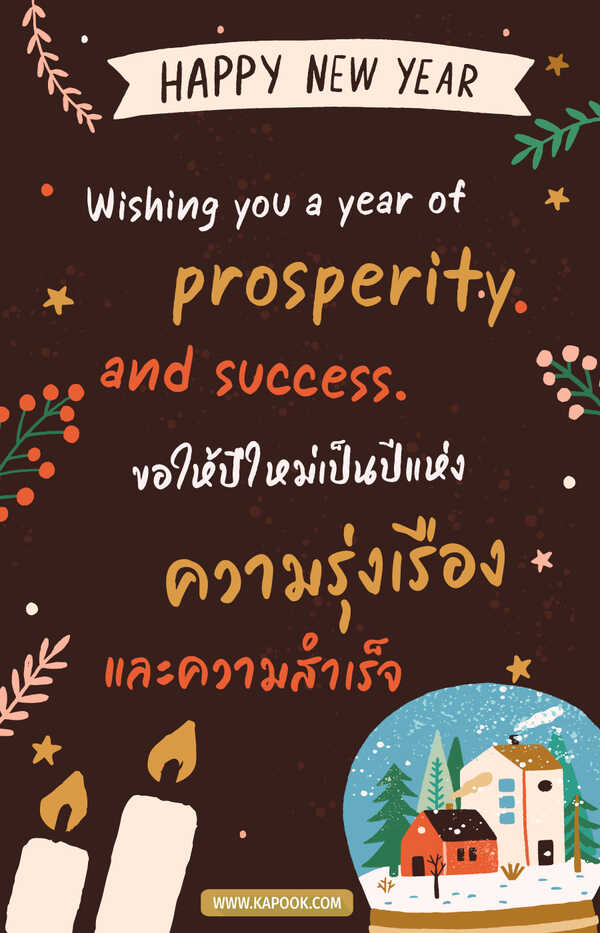 HAPPY NEW YEAR
Wishing you a year of
prosperity
and success.
ขอให้ปีใหม่เป็นปีแห่ง
ความรุ่งเรือง
และความสำเร็จ
WWW.KAPOOK.COM